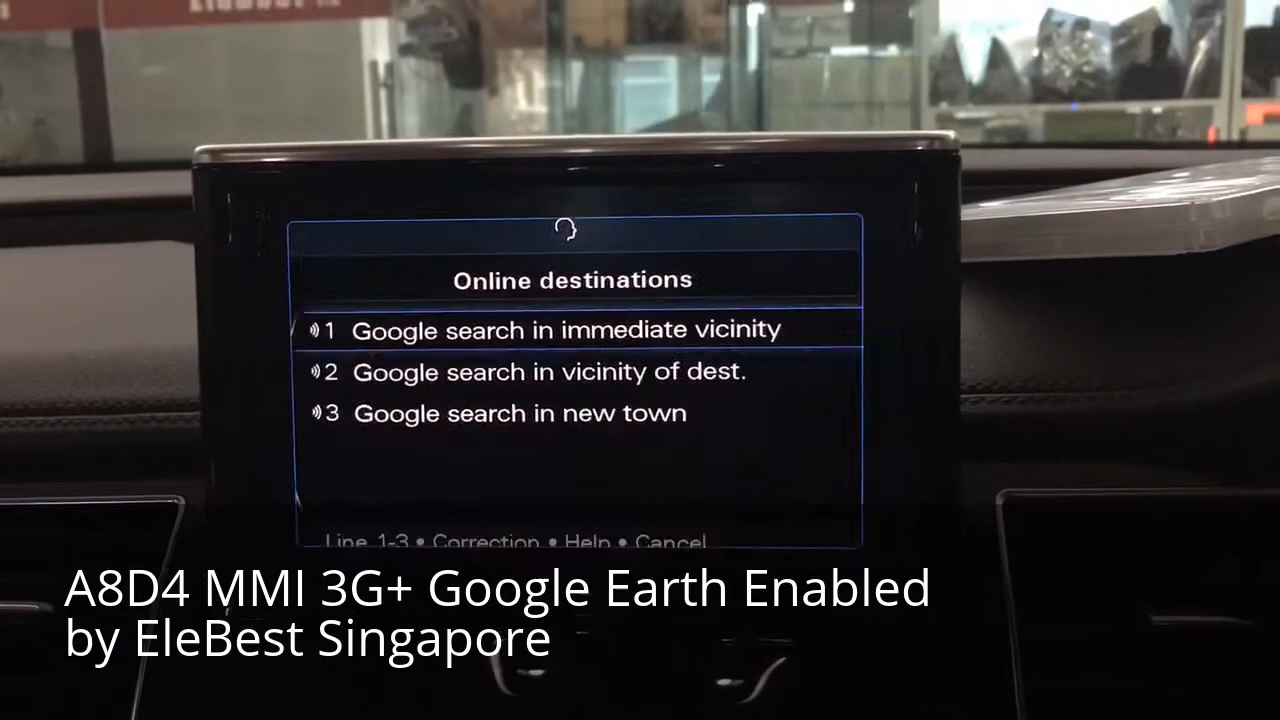 Online destinations
1 Google search in immediate vicinity
2 Google search in vicinity of dest.
3 Google search in new town
Line 1-3 • Correction • Help • Cancel
A8D4 MMI 3G+ Google Earth Enabled
by EleBest Singapore